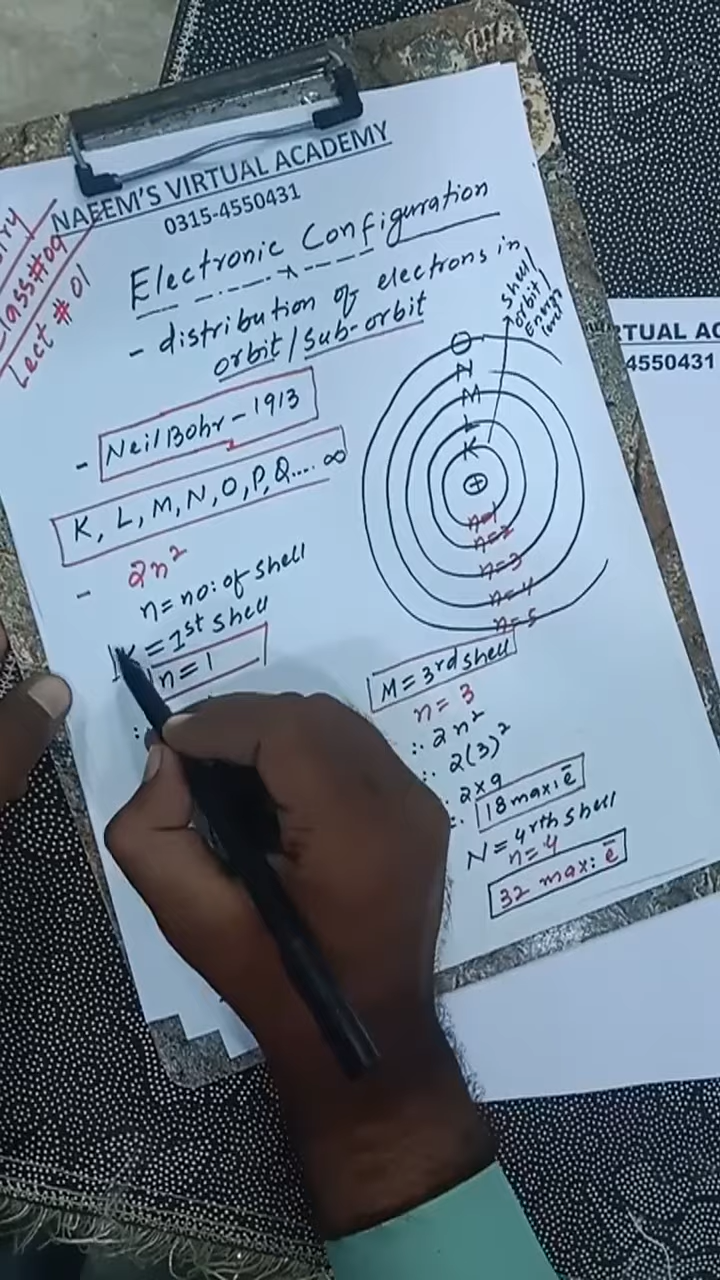 NAEEM'S VIRTUAL ACADEMY
0315-4550431
Class#09
Lect # 01
Electronic Configuration
- distribution of electrons in
orbit/Sub-orbit
shell/
orbit/
Energy
level
- Neil Bohr - 1913
K, L, M, N, O, P, Q.... ∞
- 2n²
n = no: of shell
K = 1st shell
n = 1
O
N
M
L
K
+
n=1
n=2
n=3
n=4
n=5
M = 3rd shell
n = 3
∴ 2n²
∴ 2(3)²
∴ 2×9
∴ 18 max: ē
N = 4rth shell
n = 4
32 max: ē
RTUAL AC
4550431